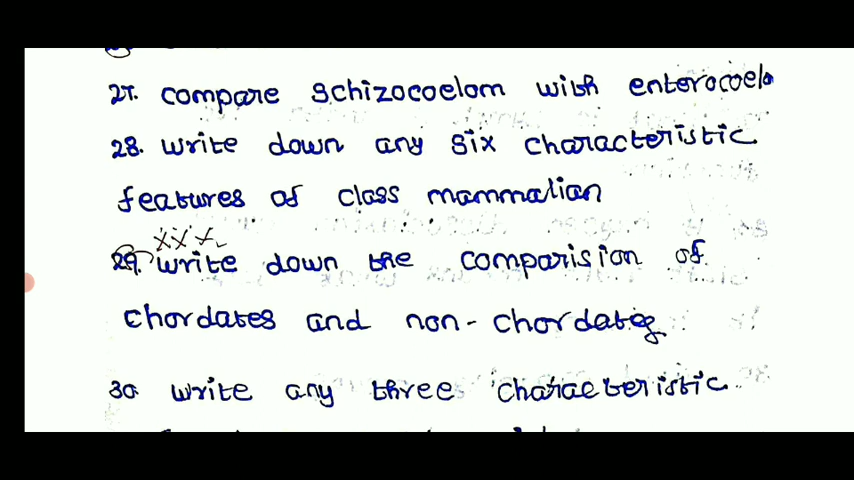 27. compare schizocoelom with enterocoelo
28. write down any six characteristic
features of class mammalian
29. write down the comparision of
chordates and non-chordates
30 write any three characteristic